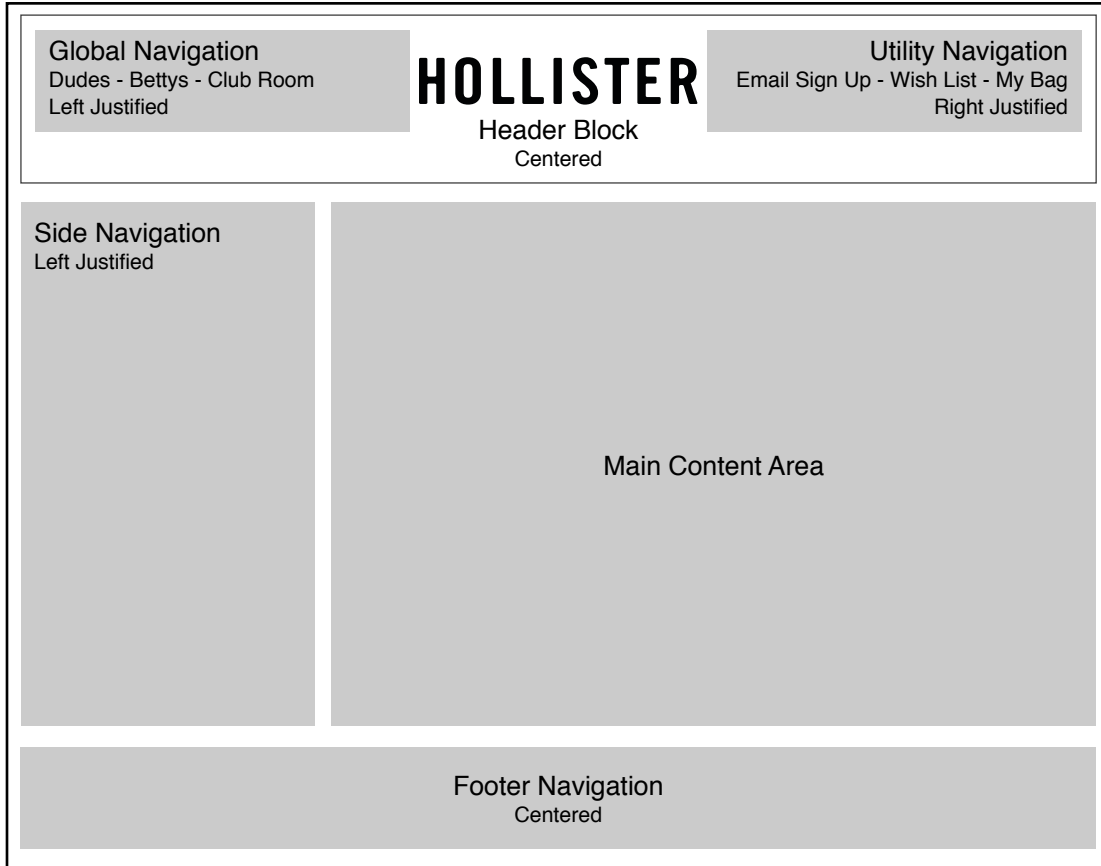 Global Navigation
Dudes - Bettys - Club Room
Left Justified
HOLLISTER
Header Block
Centered
Utility Navigation
Email Sign Up - Wish List - My Bag
Right Justified
Side Navigation
Left Justified
Main Content Area
Footer Navigation
Centered